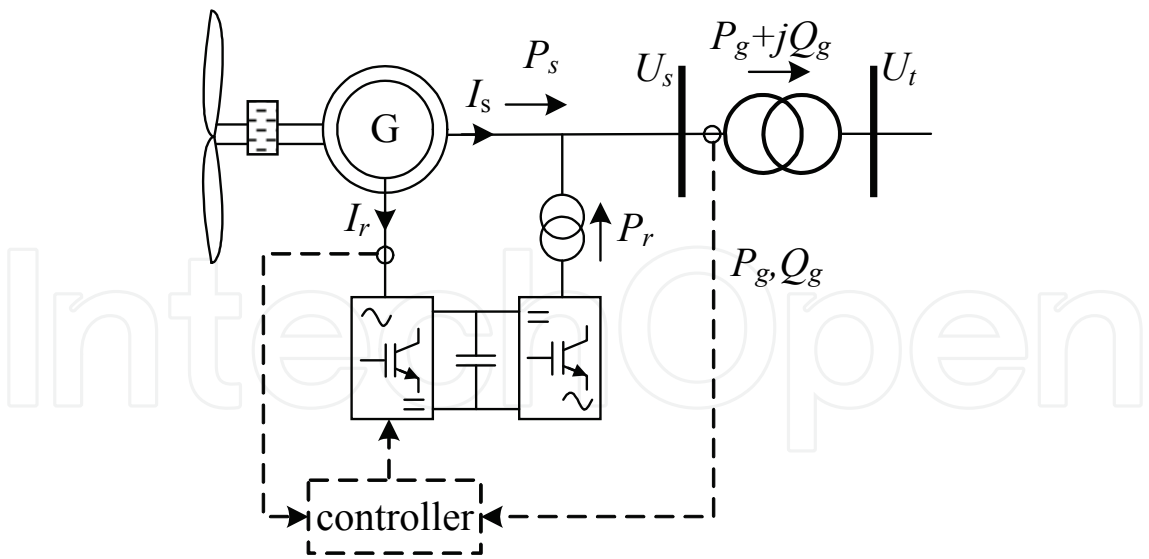 P_g+jQ_g
P_s
U_s
U_t
I_s
G
I_r
P_r
P_g,Q_g
IntechOpen
controller